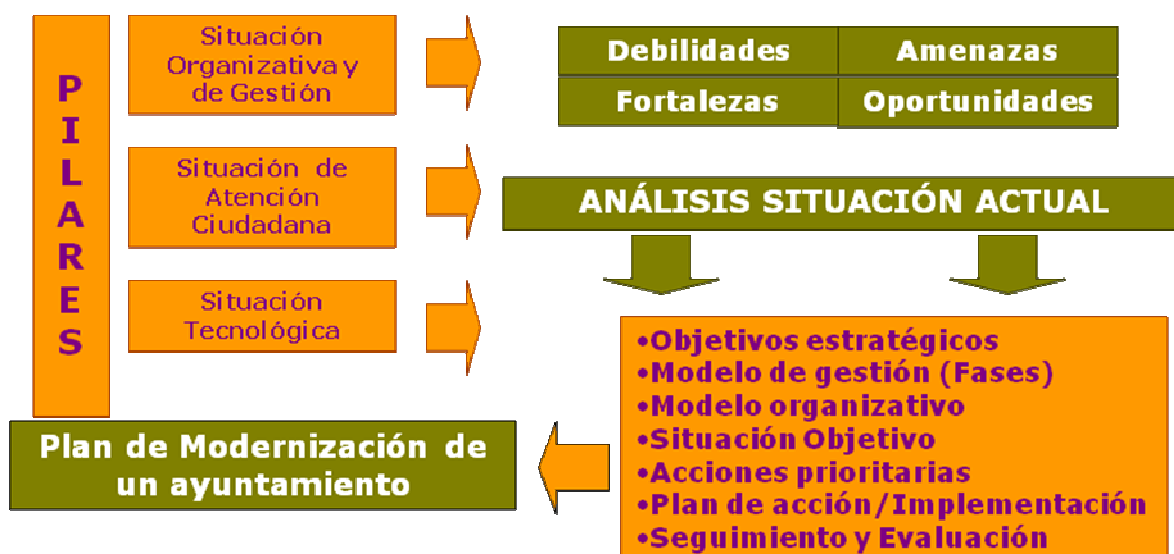 PILARES
Situación
Organizativa y
de Gestión
Situación de
Atención
Ciudadana
Situación
Tecnológica
Debilidades
Amenazas
Fortalezas
Oportunidades
ANÁLISIS SITUACIÓN ACTUAL
•Objetivos estratégicos
•Modelo de gestión (Fases)
•Modelo organizativo
•Situación Objetivo
•Acciones prioritarias
•Plan de acción/Implementación
•Seguimiento y Evaluación
Plan de Modernización de
un ayuntamiento